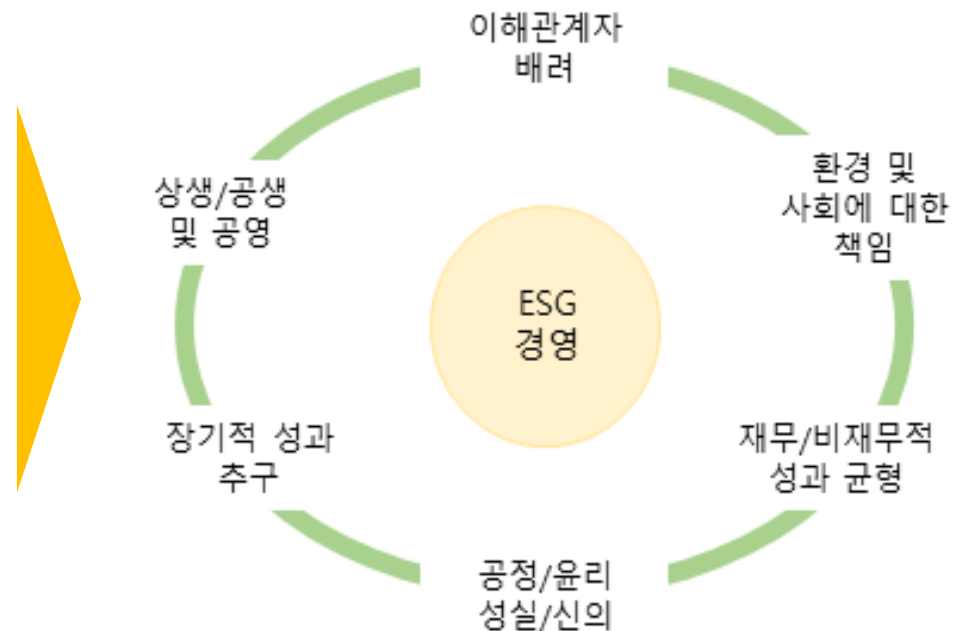 이해관계자
배려
환경 및
사회에 대한
책임
상생/공생
및 공영
ESG
경영
장기적 성과
추구
재무/비재무적
성과 균형
공정/윤리
성실/신의